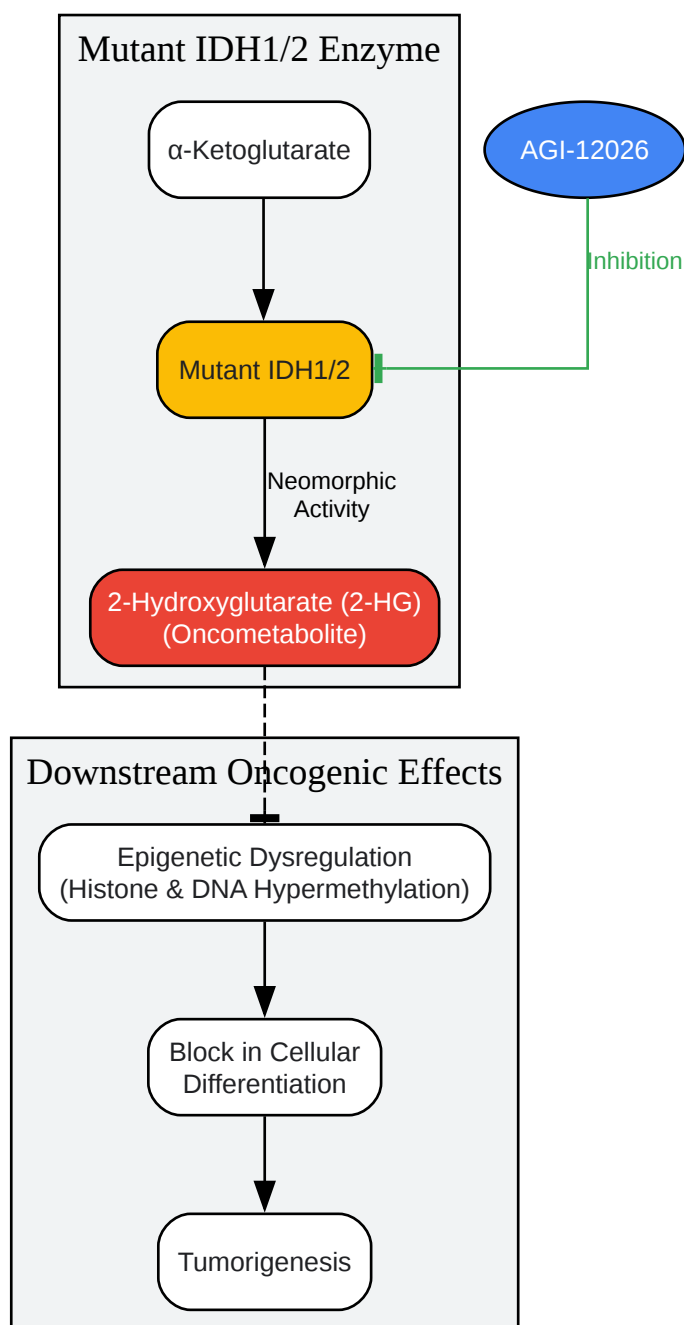 Mutant IDH1/2 Enzyme
α-Ketoglutarate
AGI-12026
Inhibition
Mutant IDH1/2
Neomorphic
Activity
2-Hydroxyglutarate (2-HG)
(Oncometabolite)
Downstream Oncogenic Effects
Epigenetic Dysregulation
(Histone & DNA Hypermethylation)
Block in Cellular
Differentiation
Tumorigenesis